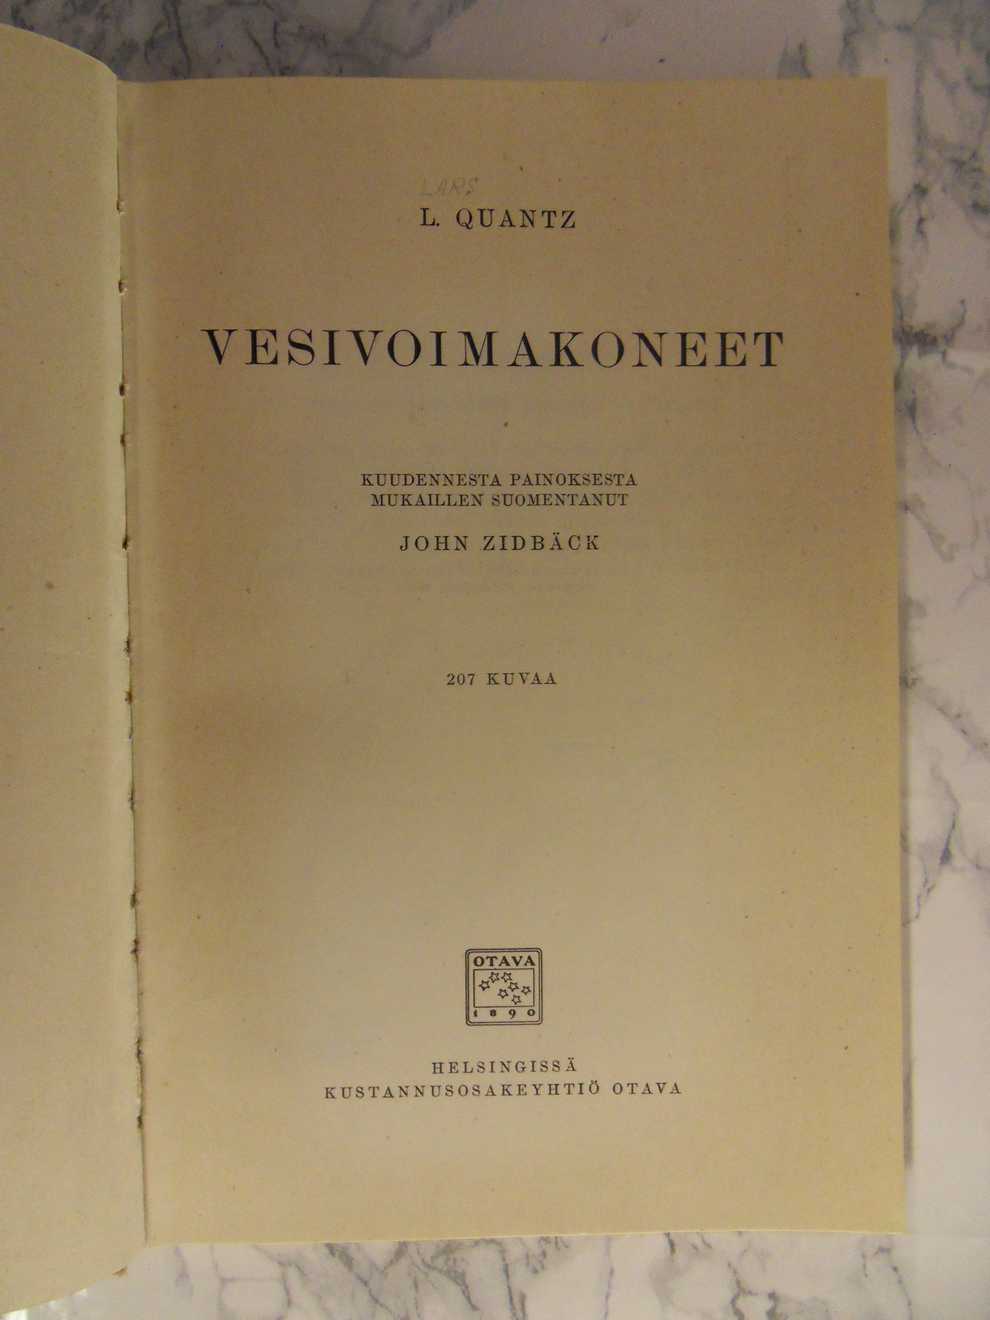 LARS
L. QUANTZ
VESIVOIMAKONEET
KUUDENNESTA PAINOKSESTA
MUKAILLEN SUOMENTANUT
JOHN ZIDBÄCK
207 KUVAA
OTAVA
1890
HELSINGISSÄ
KUSTANNUSOSAKEYHTIÖ OTAVA